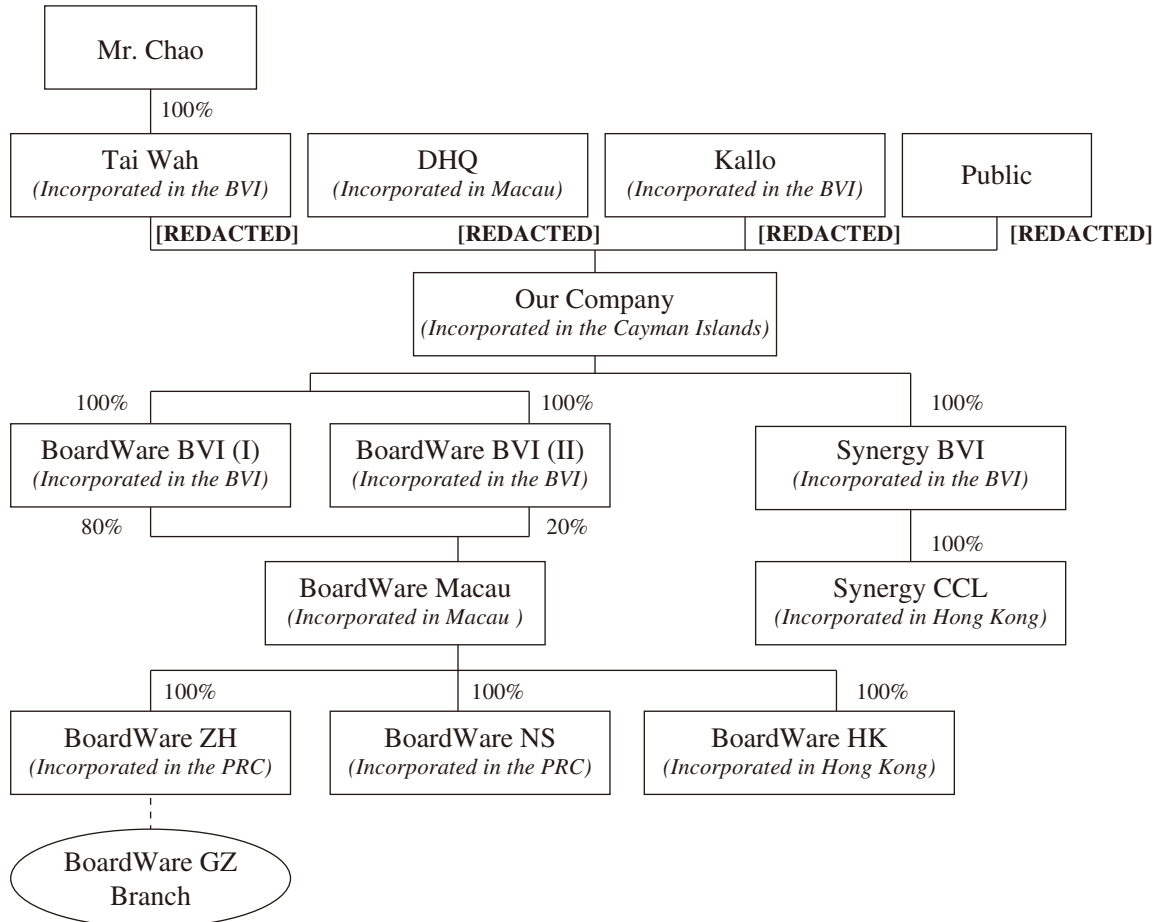 Mr. Chao
100%
Tai Wah
(Incorporated in the BVI)
DHQ
(Incorporated in Macau)
Kallo
(Incorporated in the BVI)
Public
[REDACTED]
[REDACTED]
[REDACTED]
[REDACTED]
Our Company
(Incorporated in the Cayman Islands)
100%
100%
100%
BoardWare BVI (I)
(Incorporated in the BVI)
BoardWare BVI (II)
(Incorporated in the BVI)
Synergy BVI
(Incorporated in the BVI)
80%
20%
100%
BoardWare Macau
(Incorporated in Macau )
Synergy CCL
(Incorporated in Hong Kong)
100%
100%
100%
BoardWare ZH
(Incorporated in the PRC)
BoardWare NS
(Incorporated in the PRC)
BoardWare HK
(Incorporated in Hong Kong)
BoardWare GZ
Branch